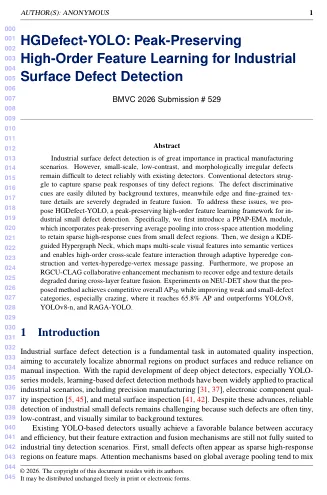 AUTHOR(S): ANONYMOUS 1
000
001
002
003
004
005
006
007
008
009
010
011
012
013
014
015
016
017
018
019
020
021
022
023
024
025
026
027
028
029
030
031
032
033
034
035
036
037
038
039
040
041
042
043
044
HGDefect-YOLO: Peak-Preserving
High-Order Feature Learning for Industrial
Surface Defect Detection
BMVC 2026 Submission # 529
Abstract
Industrial surface defect detection is of great importance in practical manufacturing
scenarios. However, small-scale, low-contrast, and morphologically irregular defects
remain difficult to detect reliably with existing detectors. Conventional detectors strug-
gle to capture sparse peak responses of tiny defect regions. The defect discriminative
cues are easily diluted by background textures, meanwhile edge and fine-grained tex-
ture details are severely degraded in feature fusion. To address these issues, we pro-
pose HGDefect-YOLO, a peak-preserving high-order feature learning framework for in-
dustrial small defect detection. Specifically, we first introduce a PPAP-EMA module,
which incorporates peak-preserving average pooling into cross-space attention modeling
to retain sparse high-response cues from small defect regions. Then, we design a KDE-
guided Hypergraph Neck, which maps multi-scale visual features into semantic vertices
and enables high-order cross-scale feature interaction through adaptive hyperedge con-
struction and vertex-hyperedge-vertex message passing. Furthermore, we propose an
RGCU-CLAG collaborative enhancement mechanism to recover edge and texture details
degraded during cross-layer feature fusion. Experiments on NEU-DET show that the pro-
posed method achieves competitive overall AP50 while improving weak and small-defect
categories, especially crazing, where it reaches 65.8% AP and outperforms YOLOv8,
YOLOv8-n, and RAGA-YOLO.
1 Introduction
Industrial surface defect detection is a fundamental task in automated quality inspection,
aiming to accurately localize abnormal regions on product surfaces and reduce reliance on
manual inspection. With the rapid development of deep object detectors, especially YOLO-
series models, learning-based defect detection methods have been widely applied to practical
industrial scenarios, including precision manufacturing [31, 37], electronic component qual-
ity inspection [5, 45], and metal surface inspection [41, 42]. Despite these advances, reliable
detection of industrial small defects remains challenging because such defects are often tiny,
low-contrast, and visually similar to background textures.
Existing YOLO-based detectors usually achieve a favorable balance between accuracy
and efficiency, but their feature extraction and fusion mechanisms are still not fully suited to
industrial tiny detection scenarios. First, small defects often appear as sparse high-response
regions on feature maps. Attention mechanisms based on global average pooling tend to mix
© 2026. The copyright of this document resides with its authors.
It may be distributed unchanged freely in print or electronic forms.